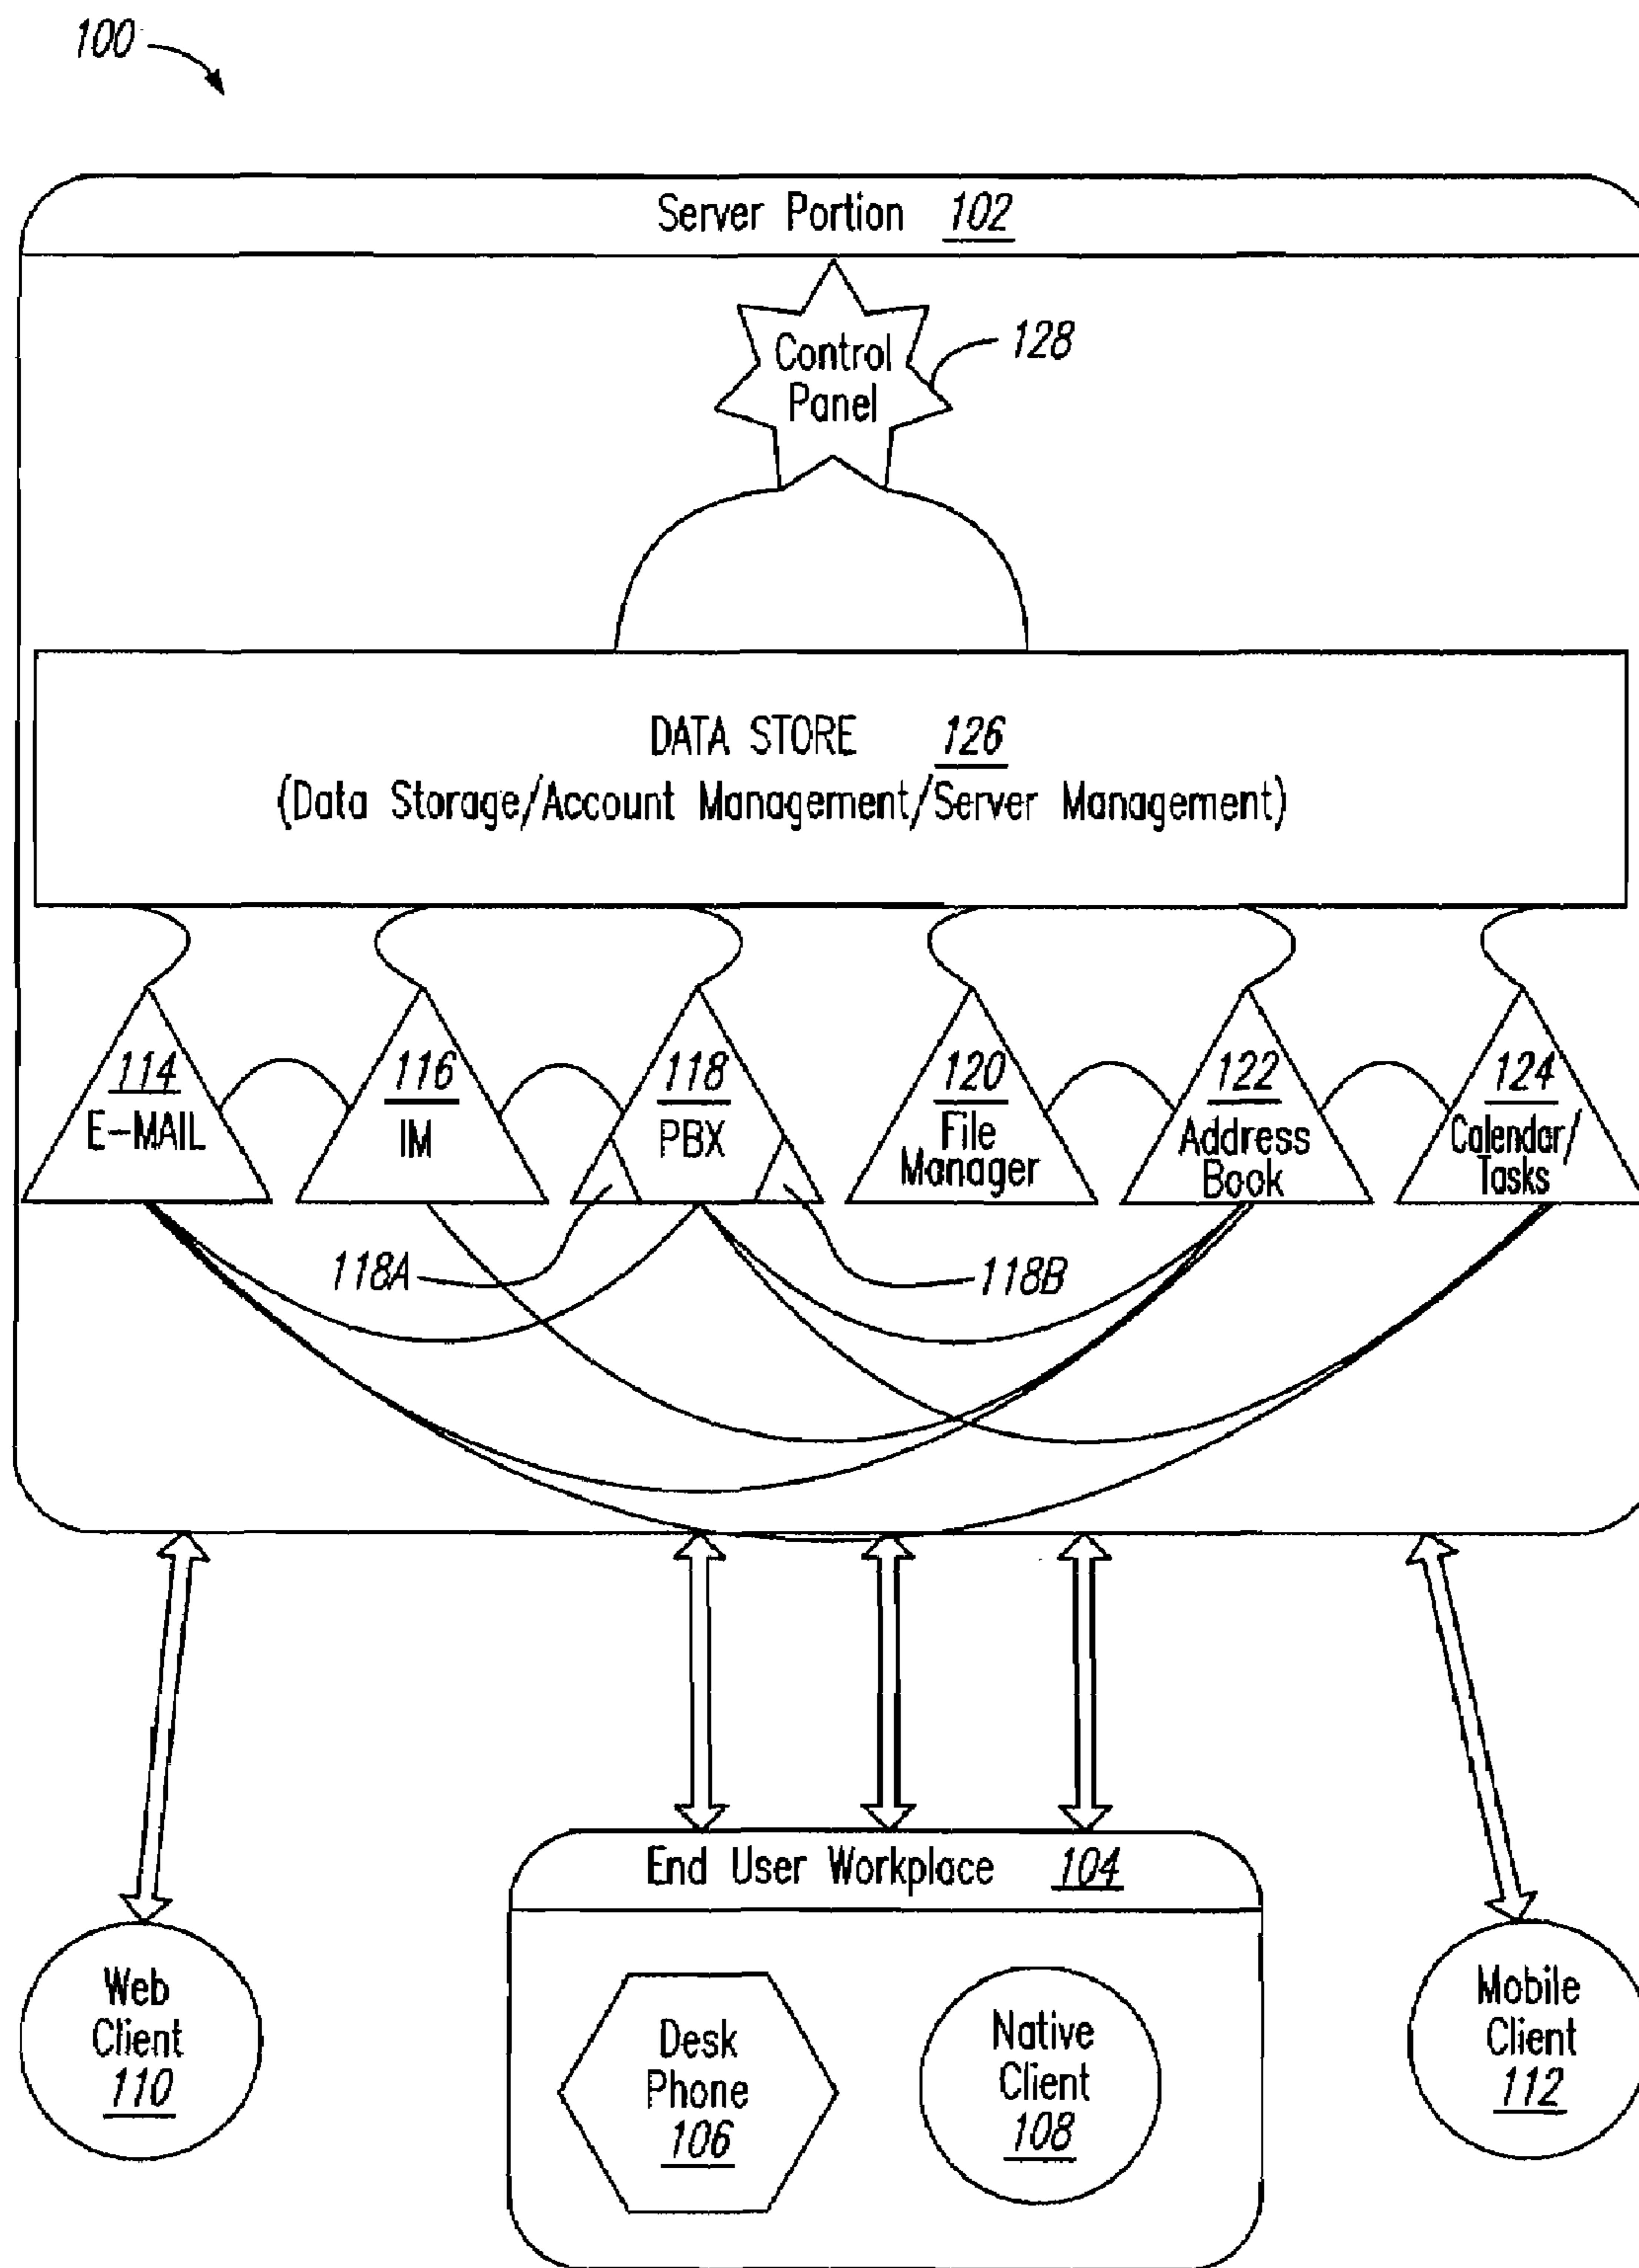 100
Server Portion 102
Control
Panel
128
DATA STORE 126
(Data Storage/Account Management/Server Management)
114
E-MAIL
116
IM
118
PBX
120
File
Manager
122
Address
Book
124
Calendar/
Tasks
118A
118B
End User Workplace 104
Web
Client
110
Desk
Phone
106
Native
Client
108
Mobile
Client
112